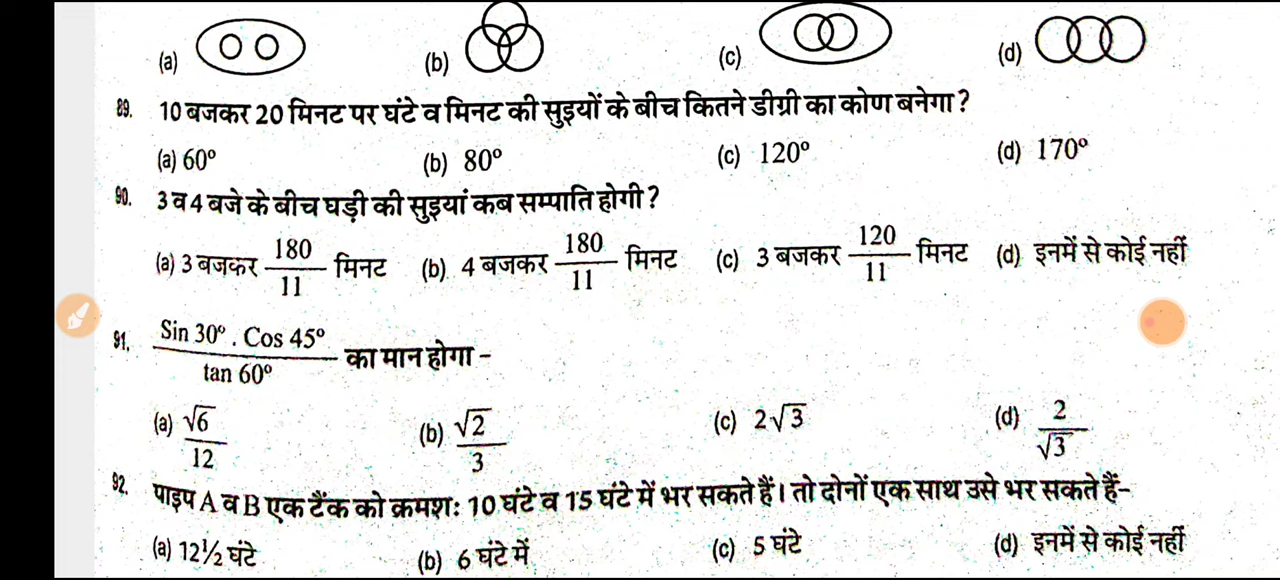 (a) (b) (c) (d)
89. 10 बजकर 20 मिनट पर घंटे व मिनट की सुइयों के बीच कितने डीग्री का कोण बनेगा ?
(a) 60° (b) 80° (c) 120° (d) 170°
90. 3 व 4 बजे के बीच घड़ी की सुइयां कब सम्पाति होगी ?
(a) 3 बजकर 180/11 मिनट (b) 4 बजकर 180/11 मिनट (c) 3 बजकर 120/11 मिनट (d) इनमें से कोई नहीं
91. Sin 30° . Cos 45° / tan 60° का मान होगा -
(a) √6/12 (b) √2/3 (c) 2√3 (d) 2/√3
92. पाइप A व B एक टैंक को क्रमशः 10 घंटे व 15 घंटे में भर सकते हैं। तो दोनों एक साथ उसे भर सकते हैं-
(a) 12½ घंटे (b) 6 घंटे में (c) 5 घंटे (d) इनमें से कोई नहीं